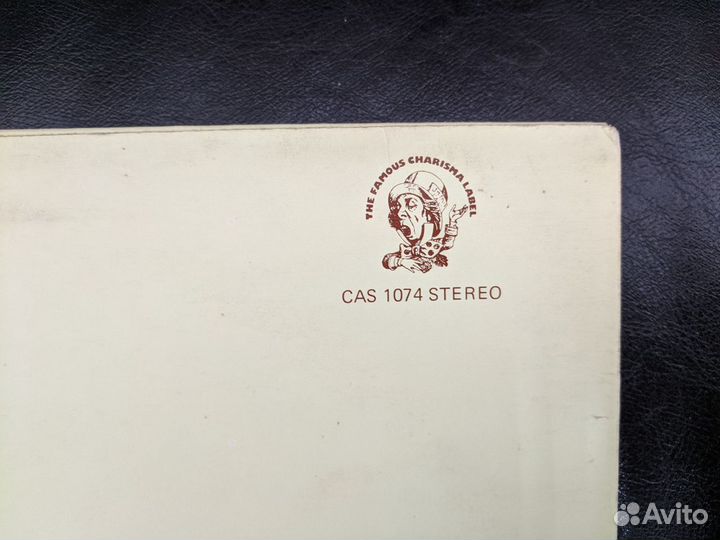 THE FAMOUS CHARISMA LABEL
CAS 1074 STEREO
Avito